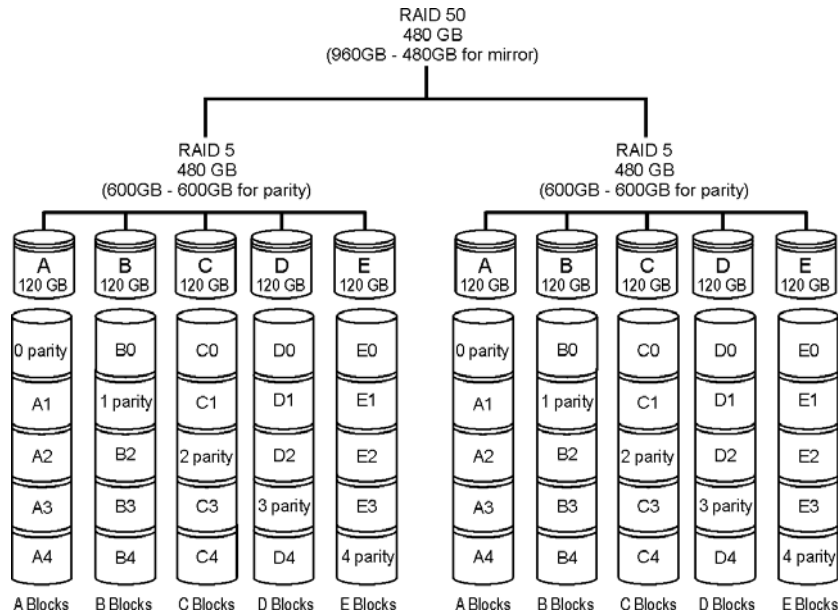 RAID 50
480 GB
(960GB - 480GB for mirror)
RAID 5
480 GB
(600GB - 600GB for parity)
RAID 5
480 GB
(600GB - 600GB for parity)
A B C D E A B C D E
120 GB 120 GB 120 GB 120 GB 120 GB 120 GB 120 GB 120 GB 120 GB 120 GB
0 parity B0 C0 D0 E0 0 parity B0 C0 D0 E0
A1 1 parity C1 D1 E1 A1 1 parity C1 D1 E1
A2 B2 2 parity D2 E2 A2 B2 2 parity D2 E2
A3 B3 C3 3 parity E3 A3 B3 C3 3 parity E3
A4 B4 C4 D4 4 parity A4 B4 C4 D4 4 parity
A Blocks B Blocks C Blocks D Blocks E Blocks A Blocks B Blocks C Blocks D Blocks E Blocks